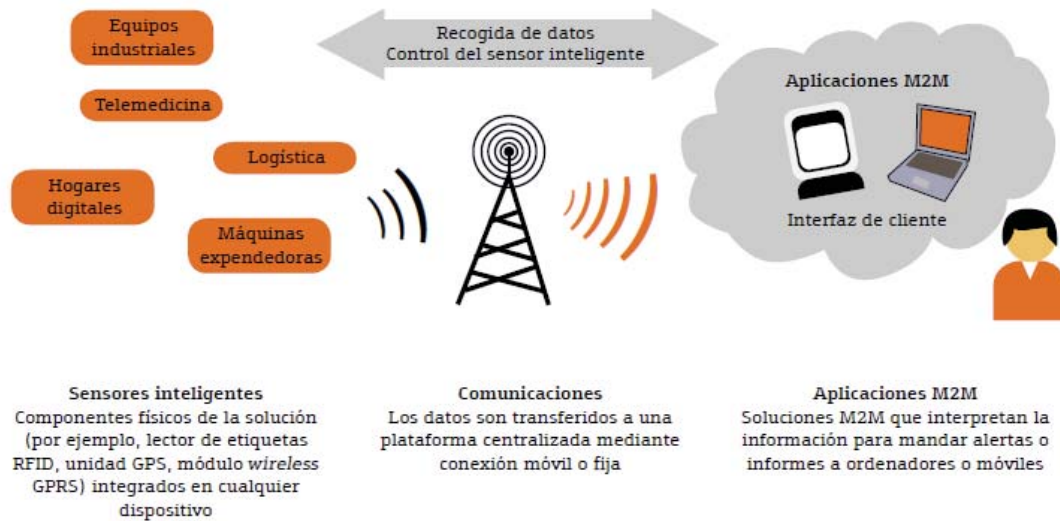 Equipos
industriales
Telemedicina
Logística
Hogares
digitales
Máquinas
expendedoras
Recogida de datos
Control del sensor inteligente
Aplicaciones M2M
Interfaz de cliente
Sensores inteligentes
Componentes físicos de la solución
(por ejemplo, lector de etiquetas
RFID, unidad GPS, módulo wireless
GPRS) integrados en cualquier
dispositivo
Comunicaciones
Los datos son transferidos a una
plataforma centralizada mediante
conexión móvil o fija
Aplicaciones M2M
Soluciones M2M que interpretan la
información para mandar alertas o
informes a ordenadores o móviles